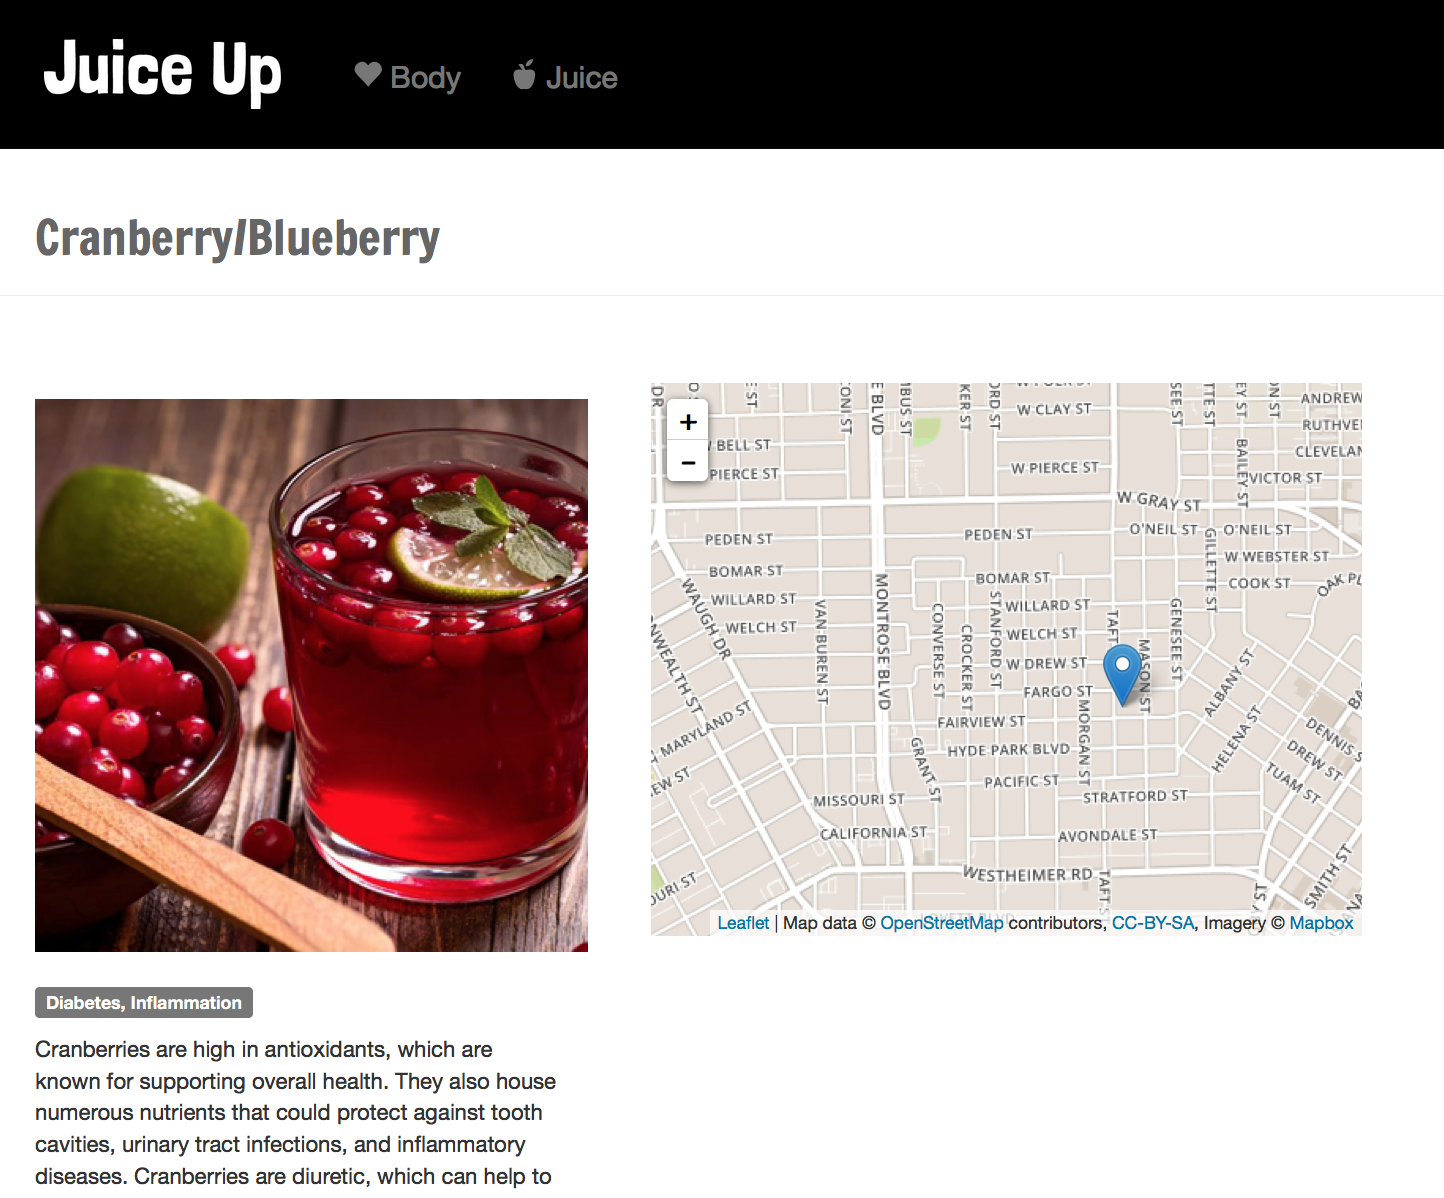 Juice Up
Body
Juice
Cranberry/Blueberry
+
−
W CLAY ST
ANDREW
RUTHVE
CLEVELAN
W BELL ST
PIERCE ST
W PIERCE ST
BAILEY ST
VICTOR ST
W GRAY ST
O'NEIL ST
O'NEIL ST
PEDEN ST
PEDEN ST
GILLETTE ST
W WEBSTER ST
BOMAR ST
BOMAR ST
COOK ST
OAK PL
WILLARD ST
WILLARD ST
WAUGH DR
VAN BUREN ST
MONTROSE BLVD
CONVERSE ST
CROCKER ST
STANFORD ST
TAFT
MASON ST
GENESEE ST
WELCH ST
WELCH ST
NWEALTH ST
W DREW ST
ALBANY ST
FARGO ST
MORGAN ST
MARYLAND ST
FAIRVIEW ST
HELENA ST
DENNIS S
GRANT ST
HYDE PARK BLVD
DREW ST
EW ST
PACIFIC ST
TUAM ST
MISSOURI ST
STRATFORD ST
CALIFORNIA ST
AVONDALE ST
WESTHEIMER RD
TAFT S
SMITH ST
OURI ST
Leaflet | Map data © OpenStreetMap contributors, CC-BY-SA, Imagery © Mapbox
Diabetes, Inflammation
Cranberries are high in antioxidants, which are
known for supporting overall health. They also house
numerous nutrients that could protect against tooth
cavities, urinary tract infections, and inflammatory
diseases. Cranberries are diuretic, which can help to